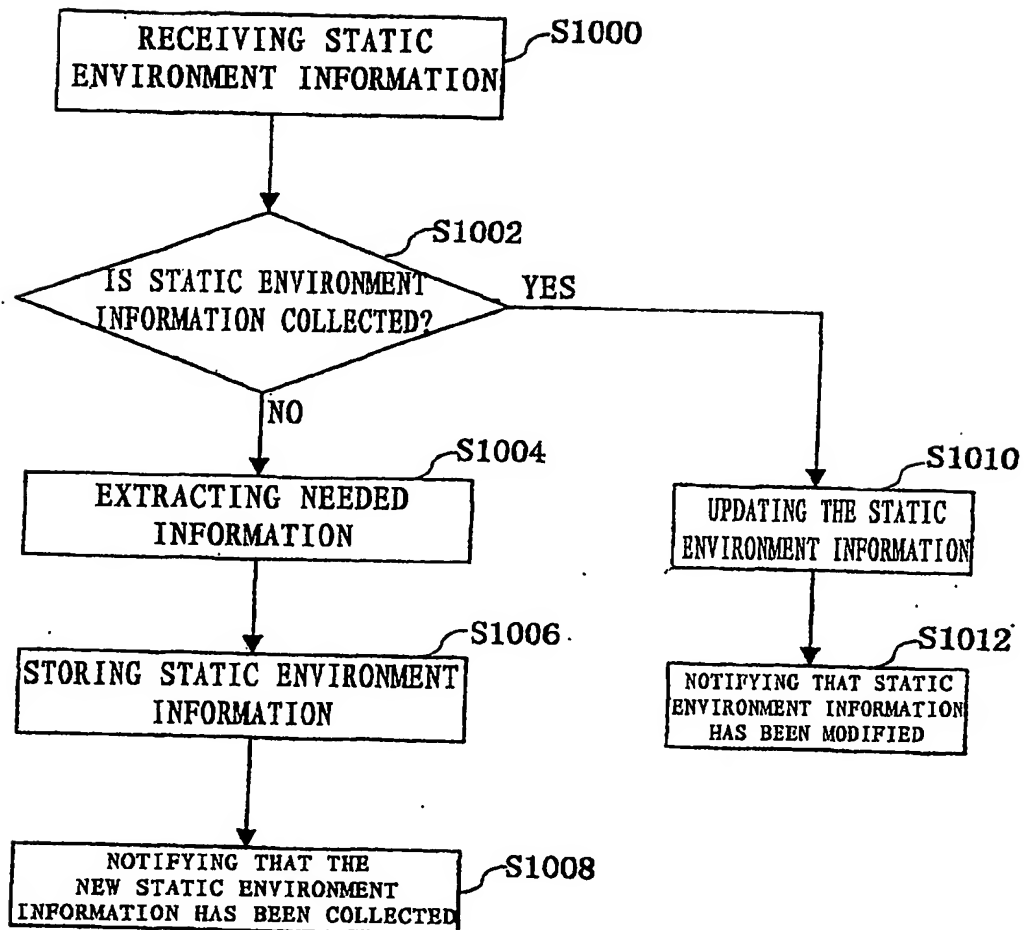 RECEIVING STATIC
ENVIRONMENT INFORMATION
S1000
S1002
IS STATIC ENVIRONMENT
INFORMATION COLLECTED?
YES
NO
S1004
EXTRACTING NEEDED
INFORMATION
S1010
UPDATING THE STATIC
ENVIRONMENT INFORMATION
S1006
STORING STATIC ENVIRONMENT
INFORMATION
S1012
NOTIFYING THAT STATIC
ENVIRONMENT INFORMATION
HAS BEEN MODIFIED
NOTIFYING THAT THE
NEW STATIC ENVIRONMENT
INFORMATION HAS BEEN COLLECTED
S1008